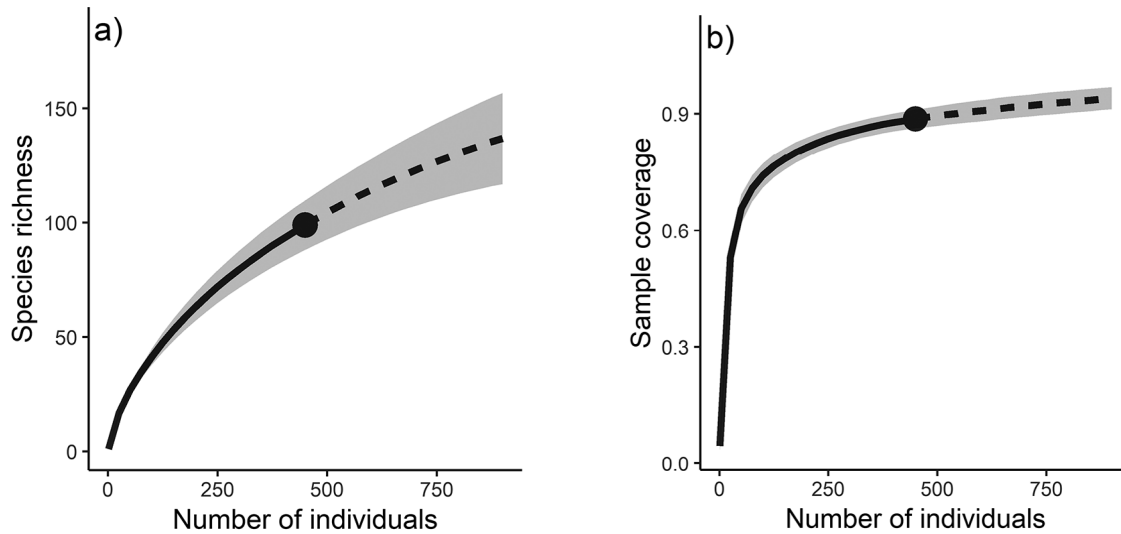 a)
Species richness
150
100
50
0
0 250 500 750
Number of individuals
b)
Sample coverage
0.9
0.6
0.3
0.0
0 250 500 750
Number of individuals